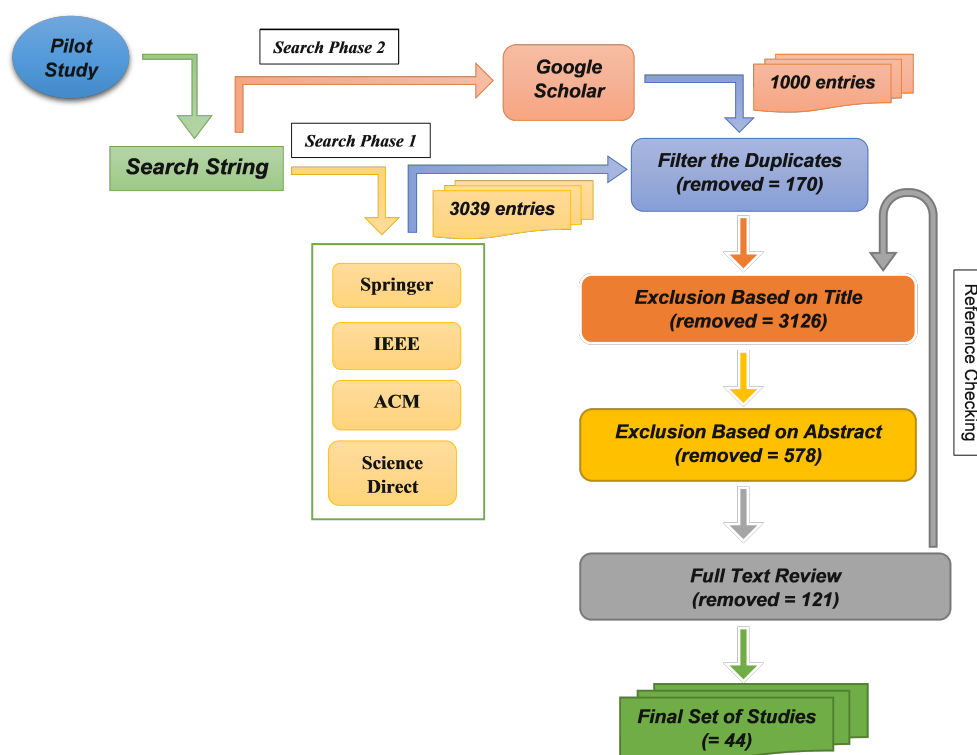 Pilot
Study
Search Phase 2
Google
Scholar
1000 entries
Search String
Search Phase 1
Filter the Duplicates
(removed = 170)
3039 entries
Springer
IEEE
ACM
Science
Direct
Exclusion Based on Title
(removed = 3126)
Reference Checking
Exclusion Based on Abstract
(removed = 578)
Full Text Review
(removed = 121)
Final Set of Studies
(= 44)